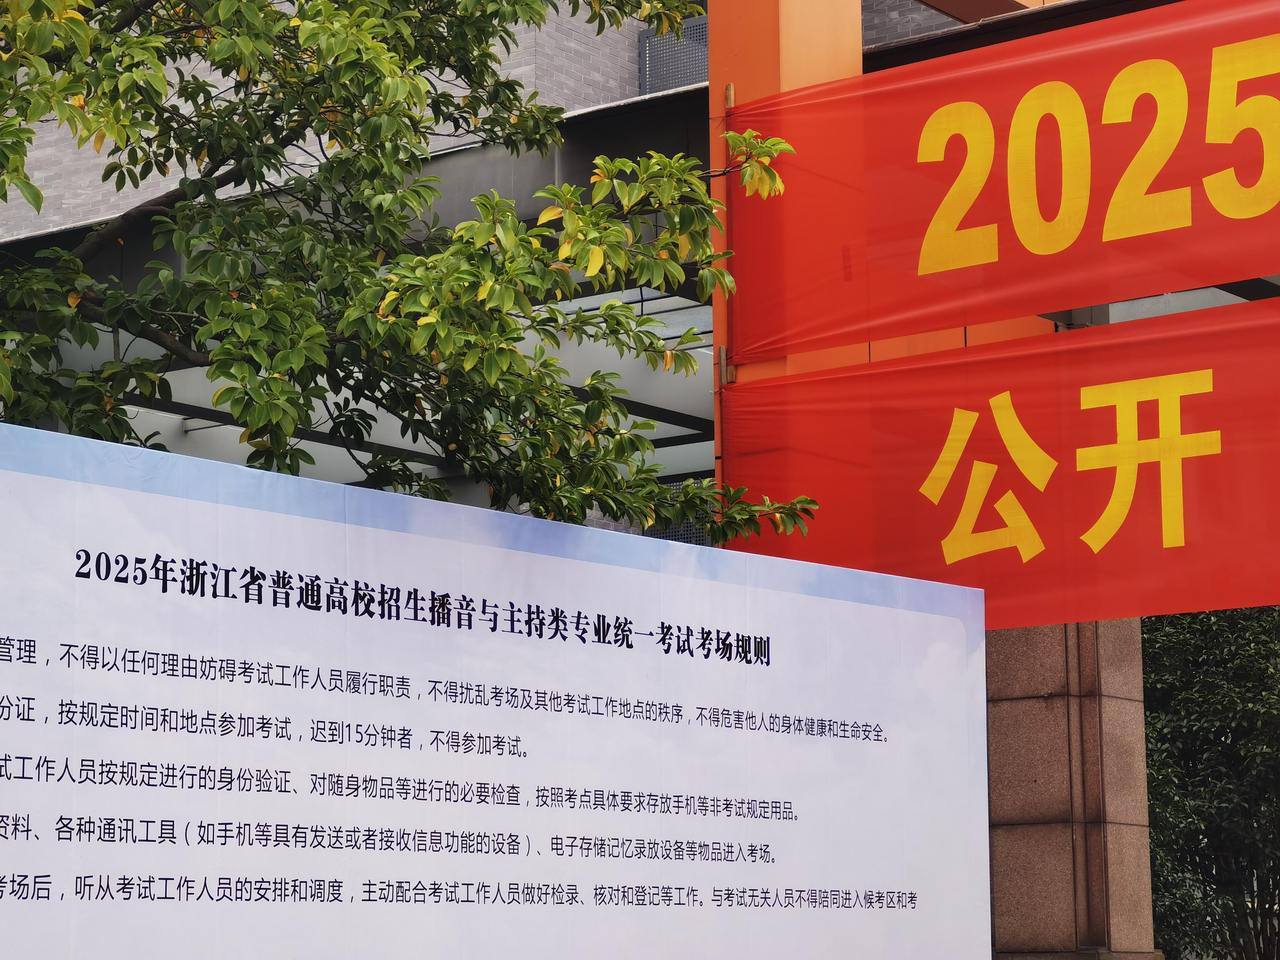 2025
公开
2025年浙江省普通高校招生播音与主持类专业统一考试考场规则
管理，不得以任何理由妨碍考试工作人员履行职责，不得扰乱考场及其他考试工作地点的秩序，不得危害他人的身体健康和生命安全。
份证，按规定时间和地点参加考试，迟到15分钟者，不得参加考试。
试工作人员按规定进行的身份验证、对随身物品等进行的必要检查，按照考点具体要求存放手机等非考试规定用品。
资料、各种通讯工具（如手机等具有发送或者接收信息功能的设备）、电子存储记忆录放设备等物品进入考场。
考场后，听从考试工作人员的安排和调度，主动配合考试工作人员做好检录、核对和登记等工作。与考试无关人员不得陪同进入候考区和考